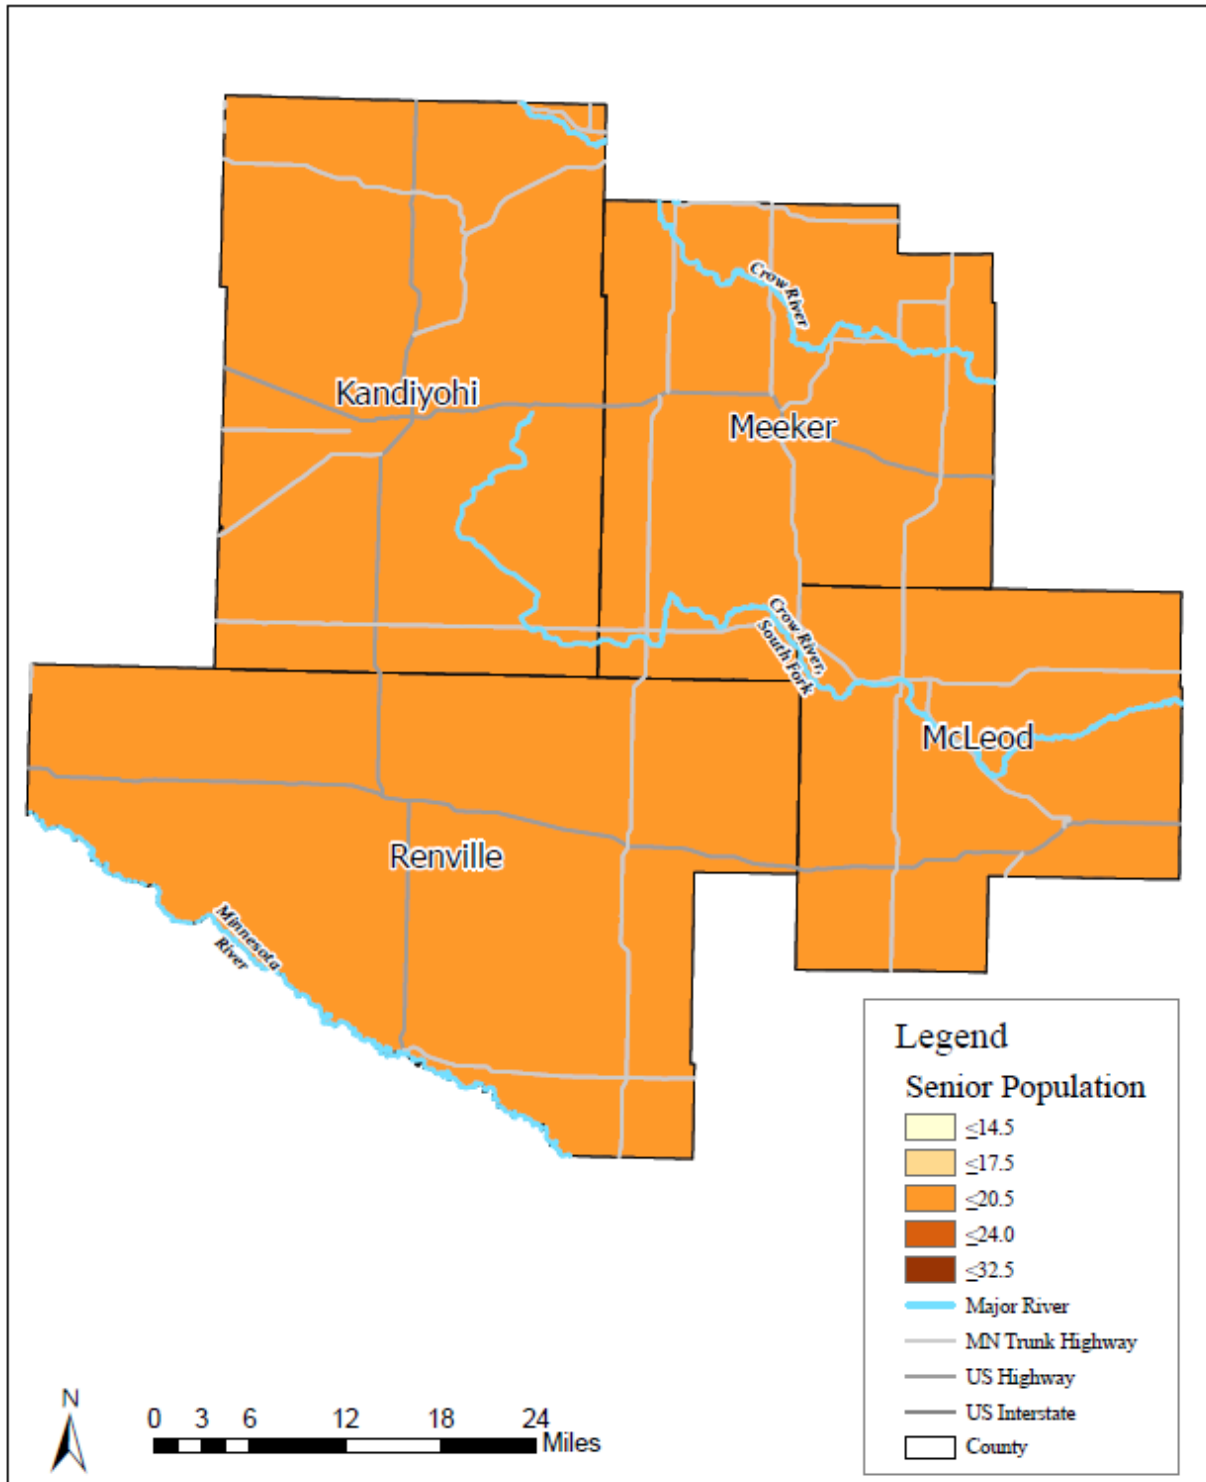 Crow River
Kandiyohi
Meeker
Crow River,
South Fork
McLeod
Renville
Minnesota
River
Legend
Senior Population
≤14.5
≤17.5
≤20.5
≤24.0
≤32.5
Major River
MN Trunk Highway
US Highway
US Interstate
County
N
0 3 6 12 18 24
Miles